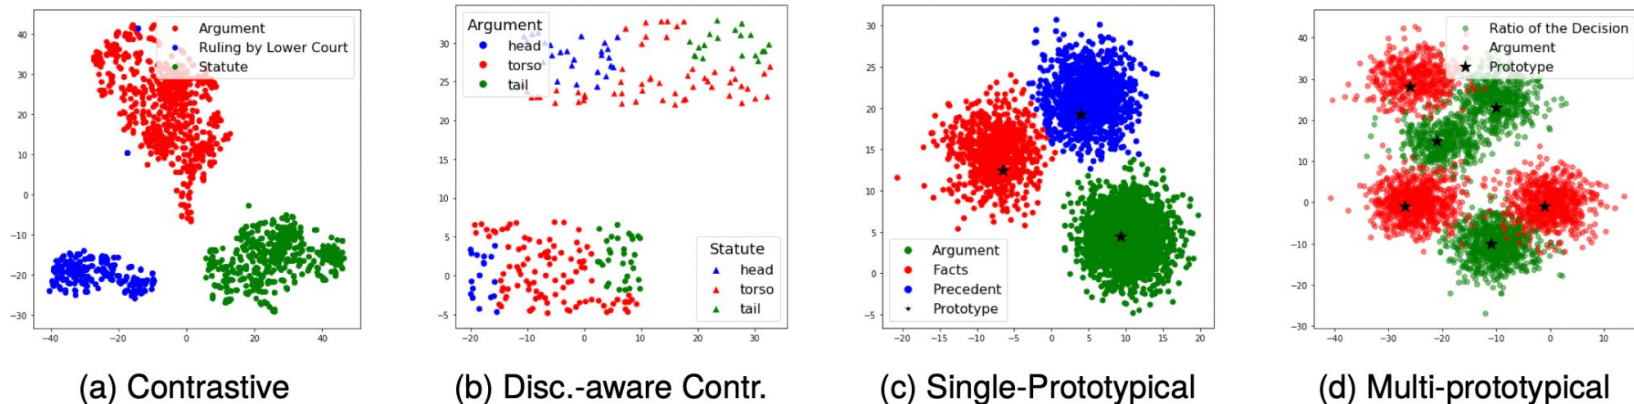 Argument
Ruling by Lower Court
Statute
40
30
20
10
0
−10
−20
−30
−40 −20 0 20 40
(a) Contrastive
Argument
head
torso
tail
30
25
20
15
10
5
0
−5
Statute
head
torso
tail
−20 −10 0 10 20 30
(b) Disc.-aware Contr.
30
25
20
15
10
5
0
−5
Argument
Facts
Precedent
Prototype
−20 −15 −10 −5 0 5 10 15 20
(c) Single-Prototypical
Ratio of the Decision
Argument
Prototype
40
30
20
10
0
−10
−20
−30
−40 −30 −20 −10 0 10
(d) Multi-prototypical